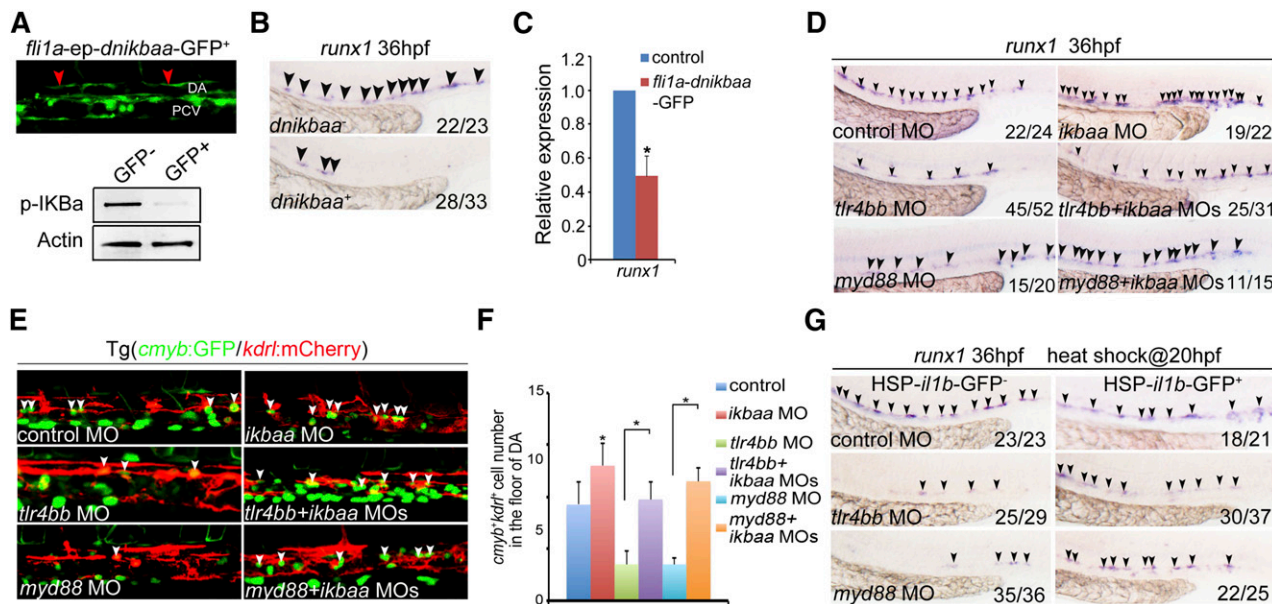 A
fli1a-ep-dnikbaa-GFP+
DA
PCV
GFP-
GFP+
p-IKBa
Actin
B
runx1 36hpf
dnikbaa-
22/23
dnikbaa+
28/33
C
control
fli1a-dnikbaa
-GFP
Relative expression
1.2
1.0
0.8
0.6
0.4
0.2
0
*
runx1
D
runx1 36hpf
control MO
22/24
ikbaa MO
19/22
tlr4bb MO
45/52
tlr4bb+ikbaa MOs
25/31
myd88 MO
15/20
myd88+ikbaa MOs
11/15
E
Tg(cmyb:GFP/kdrl:mCherry)
control MO
ikbaa MO
tlr4bb MO
tlr4bb+ikbaa MOs
myd88 MO
myd88+ikbaa MOs
F
cmyb+kdrl+ cell number
in the floor of DA
15
10
5
0
*
*
*
control
ikbaa MO
tlr4bb MO
tlr4bb+
ikbaa MOs
myd88 MO
myd88+
ikbaa MOs
G
runx1 36hpf heat shock@20hpf
HSP-il1b-GFP-
HSP-il1b-GFP+
control MO
23/23
18/21
tlr4bb MO
25/29
30/37
myd88 MO
35/36
22/25